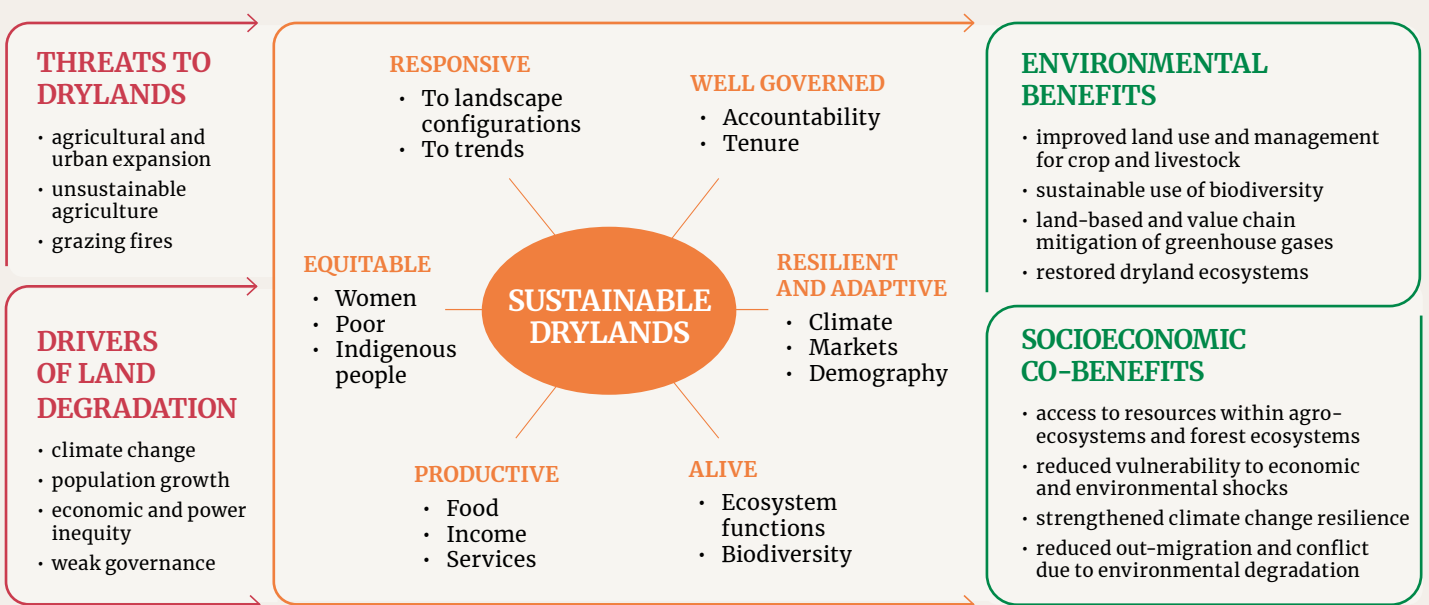 THREATS TO
DRYLANDS
• agricultural and
urban expansion
• unsustainable
agriculture
• grazing fires
DRIVERS
OF LAND
DEGRADATION
• climate change
• population growth
• economic and power
inequity
• weak governance
RESPONSIVE
• To landscape
configurations
• To trends
WELL GOVERNED
• Accountability
• Tenure
EQUITABLE
• Women
• Poor
• Indigenous
people
SUSTAINABLE
DRYLANDS
RESILIENT
AND ADAPTIVE
• Climate
• Markets
• Demography
PRODUCTIVE
• Food
• Income
• Services
ALIVE
• Ecosystem
functions
• Biodiversity
ENVIRONMENTAL
BENEFITS
• improved land use and management
for crop and livestock
• sustainable use of biodiversity
• land-based and value chain
mitigation of greenhouse gases
• restored dryland ecosystems
SOCIOECONOMIC
CO-BENEFITS
• access to resources within agro-
ecosystems and forest ecosystems
• reduced vulnerability to economic
and environmental shocks
• strengthened climate change resilience
• reduced out-migration and conflict
due to environmental degradation